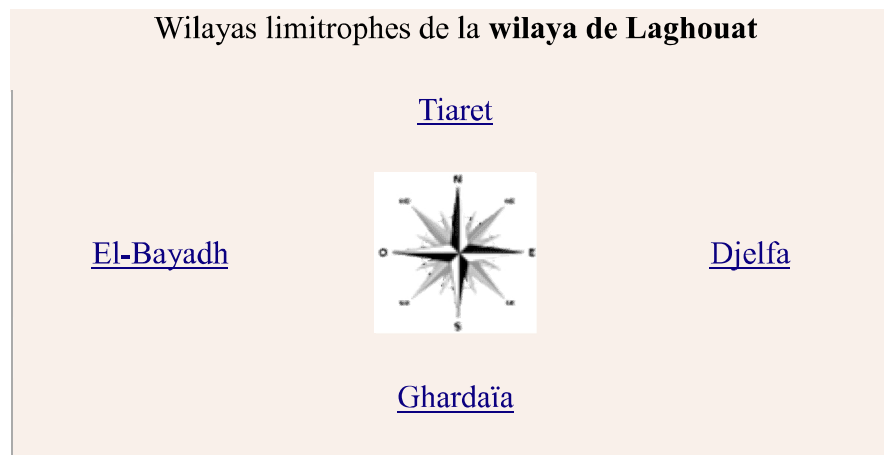 Wilayas limitrophes de la wilaya de Laghouat
Tiaret
N
El-Bayadh
O
E
Djelfa
S
Ghardaïa